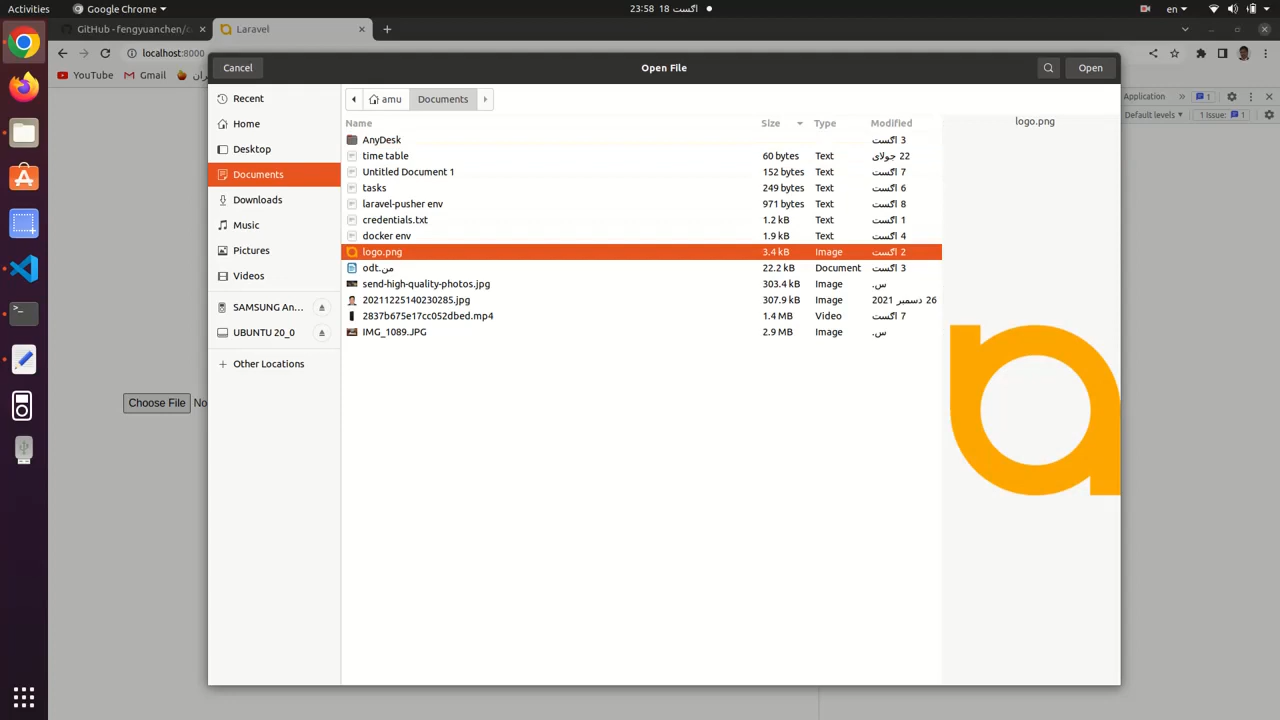 Activities
Google Chrome
23:58 18 اگست
en
GitHub - fengyuanchen/c
Laravel
localhost:8000
YouTube
Gmail
Application
1
Default levels
1 Issue:
1
Cancel
Open File
Open
amu
Documents
Recent
Home
Desktop
Documents
Downloads
Music
Pictures
Videos
SAMSUNG An...
UBUNTU 20_0
Other Locations
Name Size Type Modified
AnyDesk 3 اگست
time table 60 bytes Text 22 جولای
Untitled Document 1 152 bytes Text 7 اگست
tasks 249 bytes Text 6 اگست
laravel-pusher env 971 bytes Text 8 اگست
credentials.txt 1.2 kB Text 1 اگست
docker env 1.9 kB Text 4 اگست
logo.png 3.4 kB Image 2 اگست
من.odt 22.2 kB Document 3 اگست
send-high-quality-photos.jpg 303.4 kB Image س.
20211225140230285.jpg 307.9 kB Image 26 دسمبر 2021
2837b675e17cc052dbed.mp4 1.4 MB Video 7 اگست
IMG_1089.JPG 2.9 MB Image س.
logo.png
Choose File No